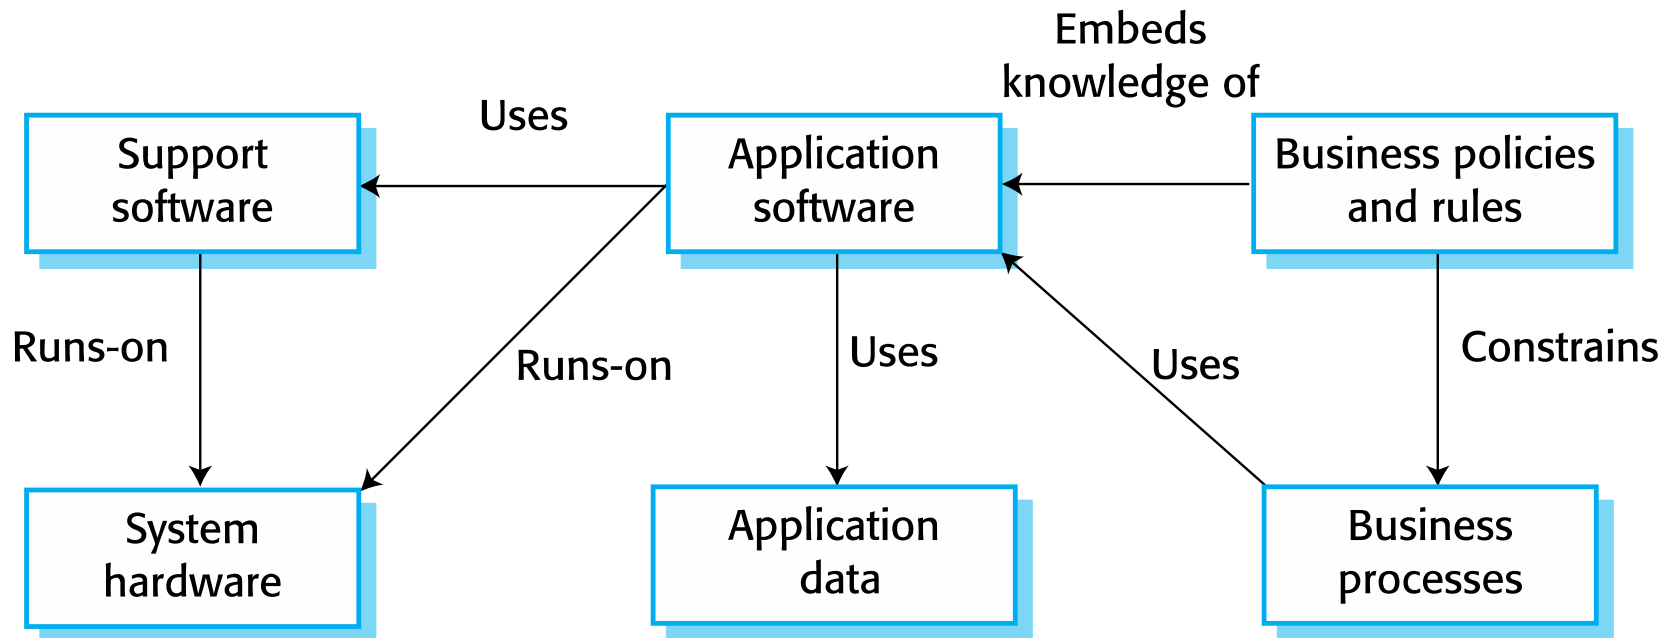 Embeds
knowledge of
Uses
Support
software
Application
software
Business policies
and rules
Runs-on
Runs-on
Uses
Uses
Constrains
System
hardware
Application
data
Business
processes